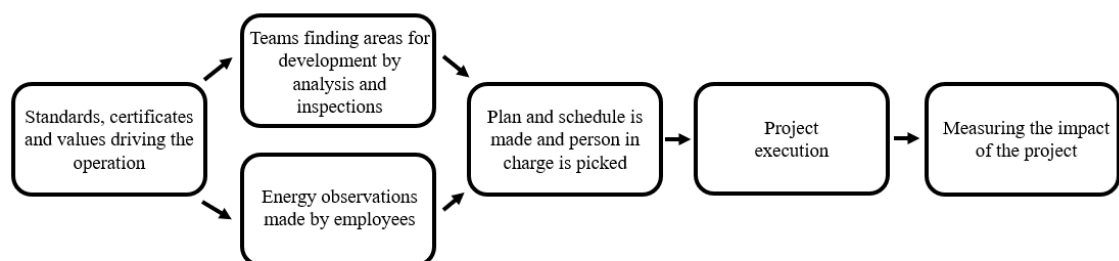 Standards, certificates
and values driving the
operation
Teams finding areas for
development by
analysis and
inspections
Energy observations
made by employees
Plan and schedule is
made and person in
charge is picked
Project
execution
Measuring the impact
of the project